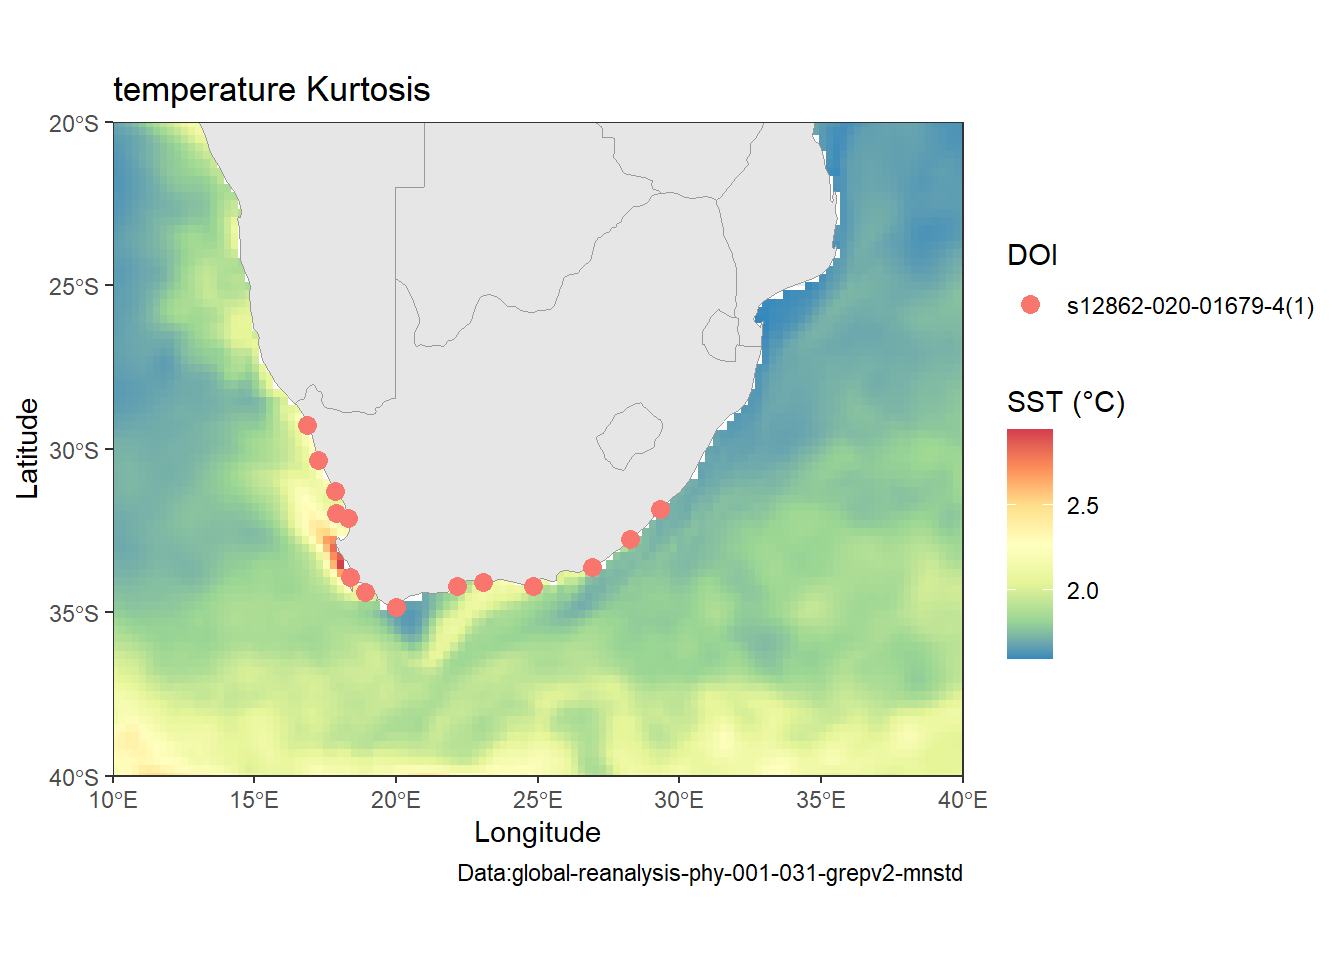 temperature Kurtosis
20°S
25°S
30°S
35°S
40°S
Latitude
10°E
15°E
20°E
25°E
30°E
35°E
40°E
Longitude
Data:global-reanalysis-phy-001-031-grepv2-mnstd
DOI
s12862-020-01679-4(1)
SST (°C)
2.5
2.0